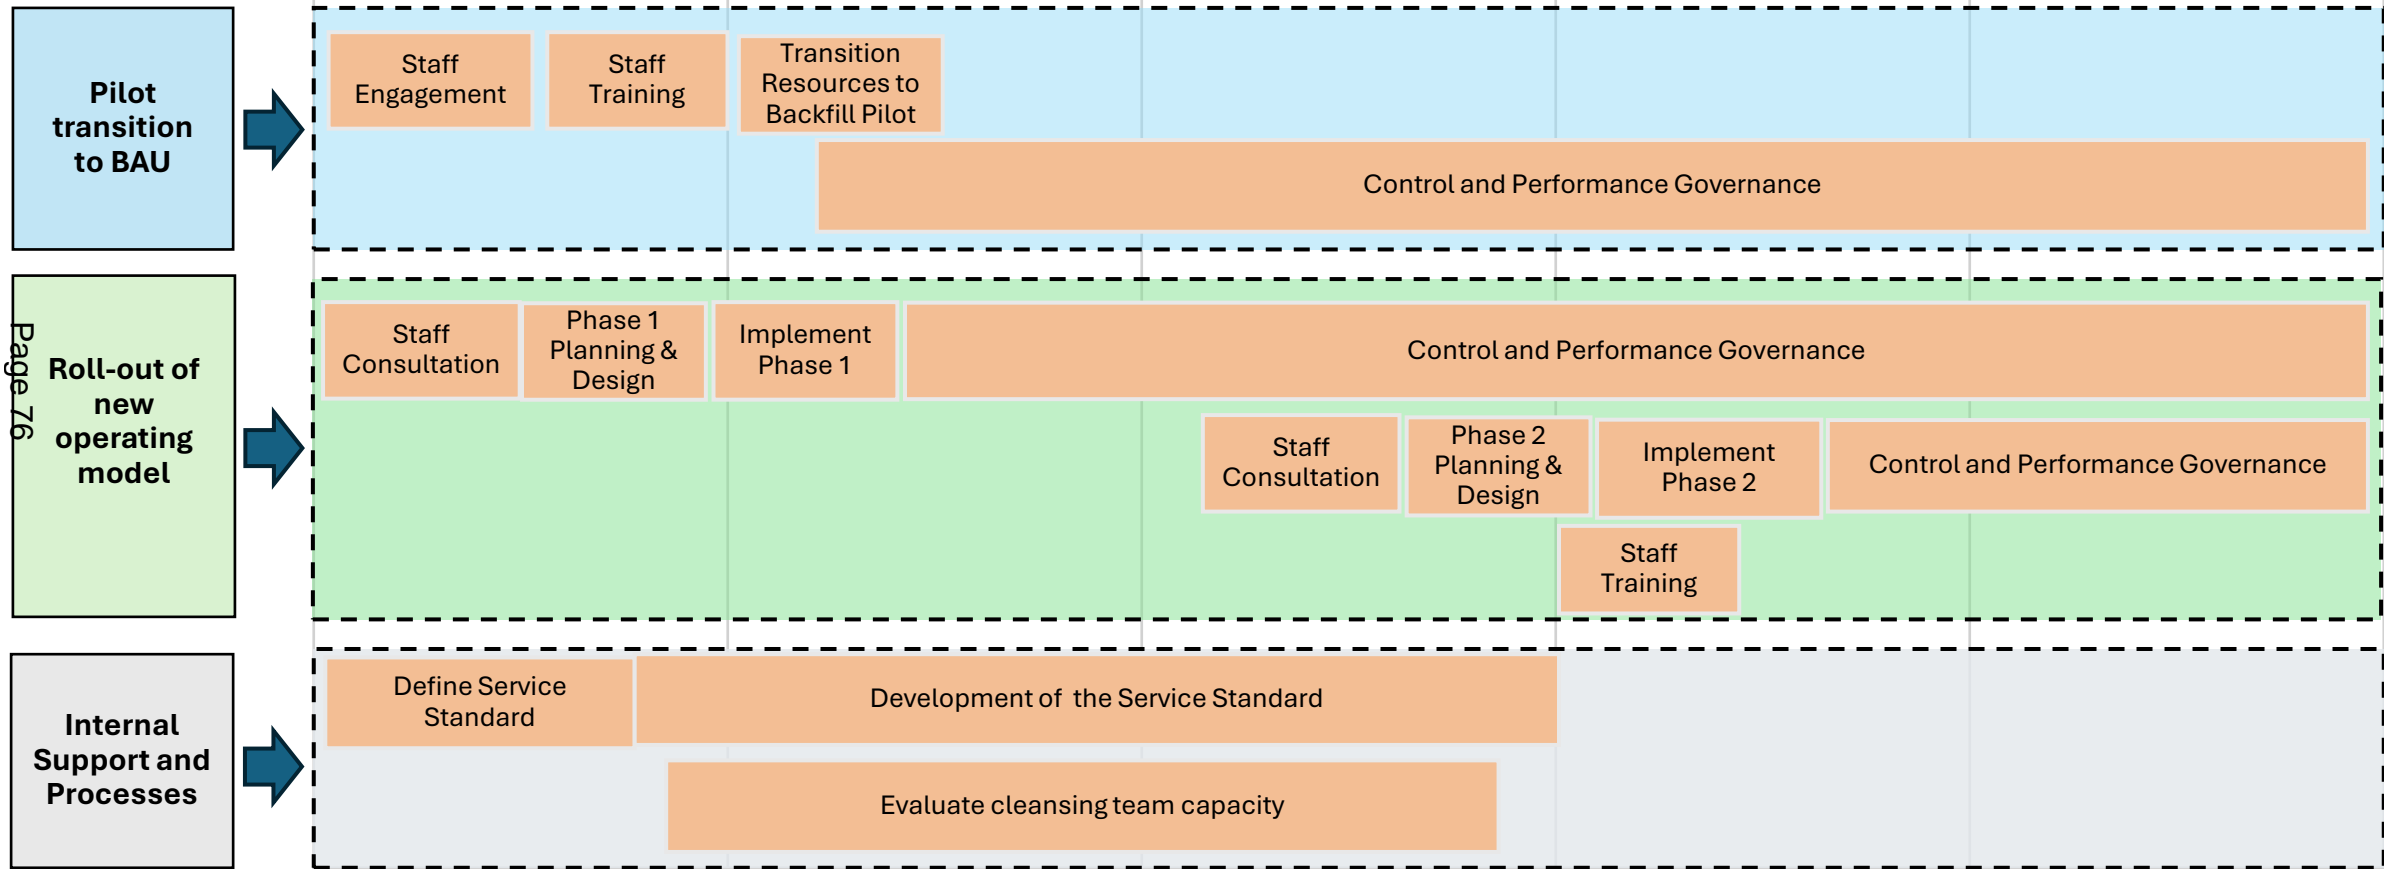 Pilot
transition
to BAU
Staff
Engagement
Staff
Training
Transition
Resources to
Backfill Pilot
Control and Performance Governance
Page 76
Roll-out of
new
operating
model
Staff
Consultation
Phase 1
Planning &
Design
Implement
Phase 1
Control and Performance Governance
Staff
Consultation
Phase 2
Planning &
Design
Implement
Phase 2
Control and Performance Governance
Staff
Training
Internal
Support and
Processes
Define Service
Standard
Development of  the Service Standard
Evaluate cleansing team capacity